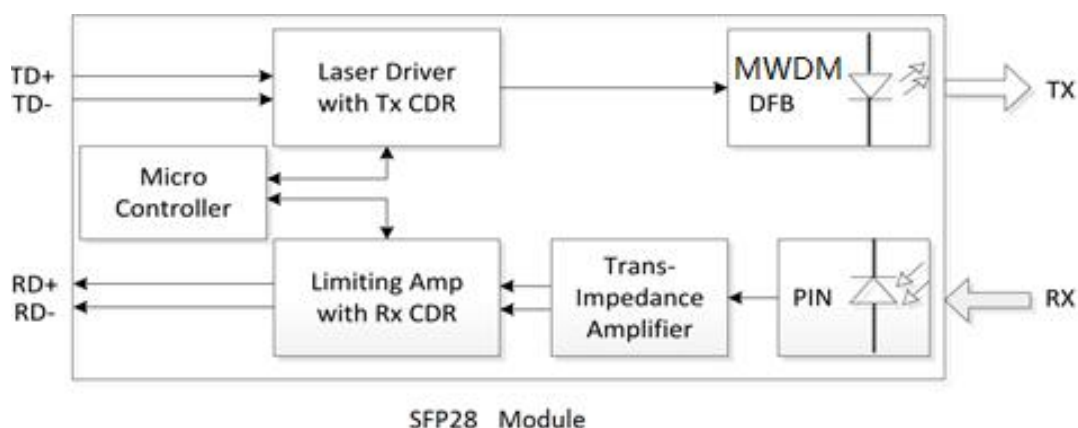 TD+
TD-
Laser Driver
with Tx CDR
MWDM
DFB
TX
Micro
Controller
RD+
RD-
Limiting Amp
with Rx CDR
Trans-
Impedance
Amplifier
PIN
RX
SFP28 Module